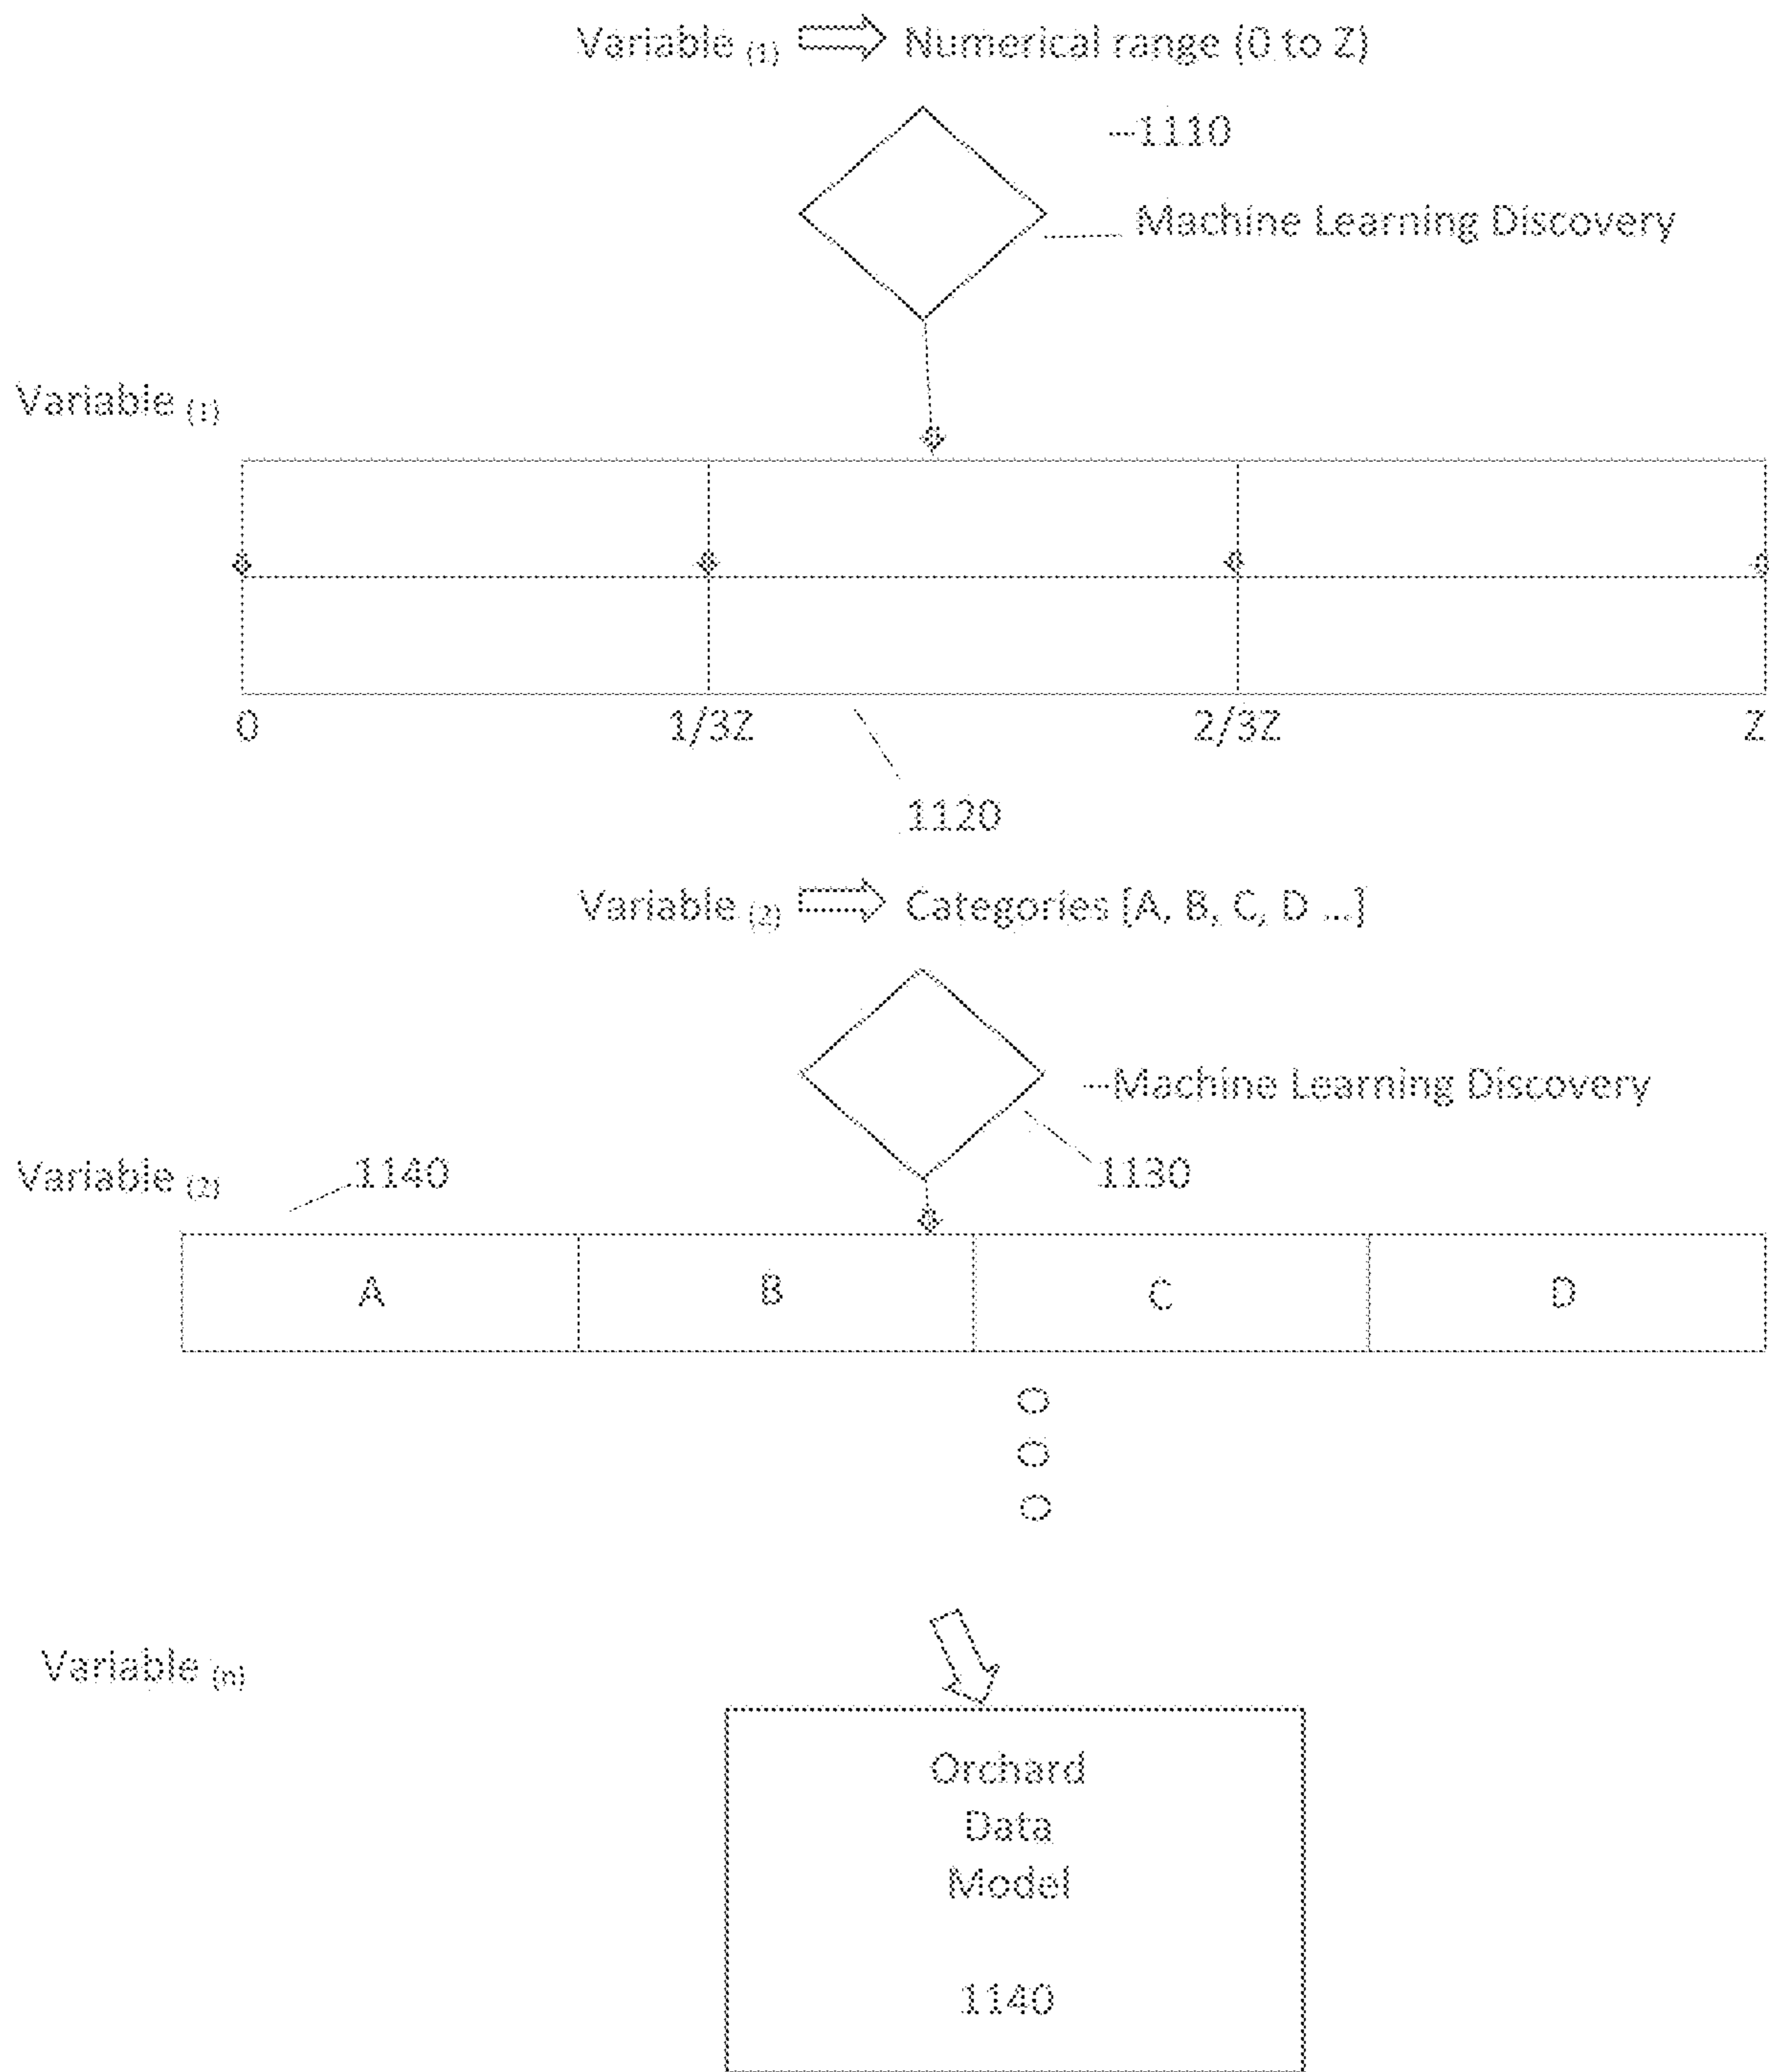 Variable (1) ⇒ Numerical range (0 to Z)
1110
Machine Learning Discovery
Variable (1)
0 1/3Z 2/3Z Z
1120
Variable (2) ⇒ Categories [A, B, C, D ...]
Machine Learning Discovery
Variable (2) 1140 1130
A B C D
Variable (n)
Orchard
Data
Model
1140